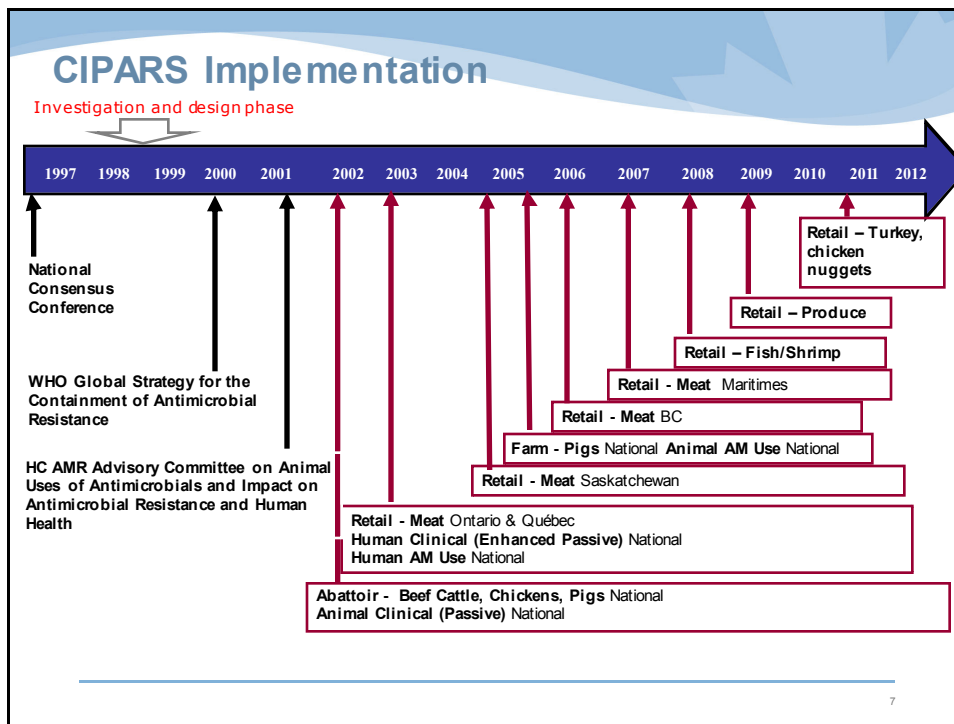 CIPARS Implementation
Investigation and design phase
1997 1998 1999 2000 2001 2002 2003 2004 2005 2006 2007 2008 2009 2010 2011 2012
National
Consensus
Conference
WHO Global Strategy for the
Containment of Antimicrobial
Resistance
HC AMR Advisory Committee on Animal
Uses of Antimicrobials and Impact on
Antimicrobial Resistance and Human
Health
Retail – Turkey,
chicken
nuggets
Retail – Produce
Retail – Fish/Shrimp
Retail - Meat Maritimes
Retail - Meat BC
Farm - Pigs National Animal AM Use National
Retail - Meat Saskatchewan
Retail - Meat Ontario & Québec
Human Clinical (Enhanced Passive) National
Human AM Use National
Abattoir - Beef Cattle, Chickens, Pigs National
Animal Clinical (Passive) National
7